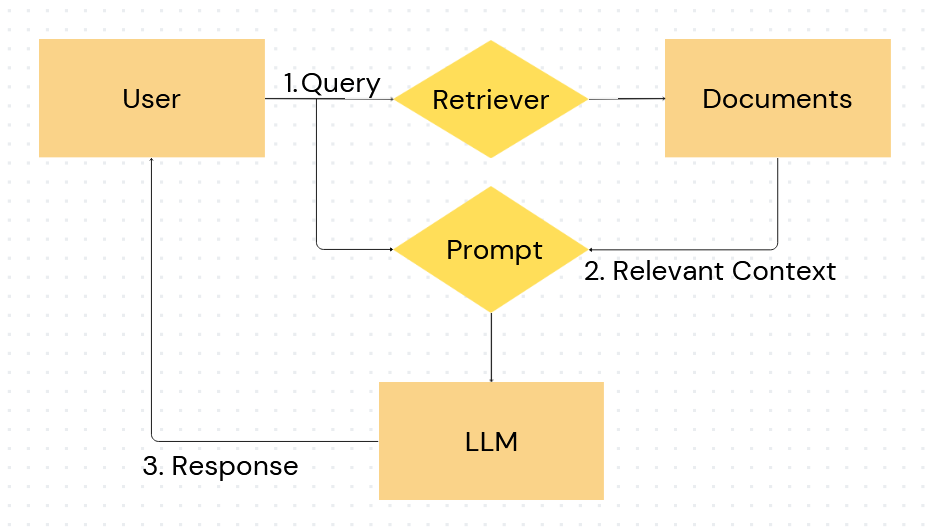 User
1. Query
Retriever
Documents
Prompt
2. Relevant Context
LLM
3. Response